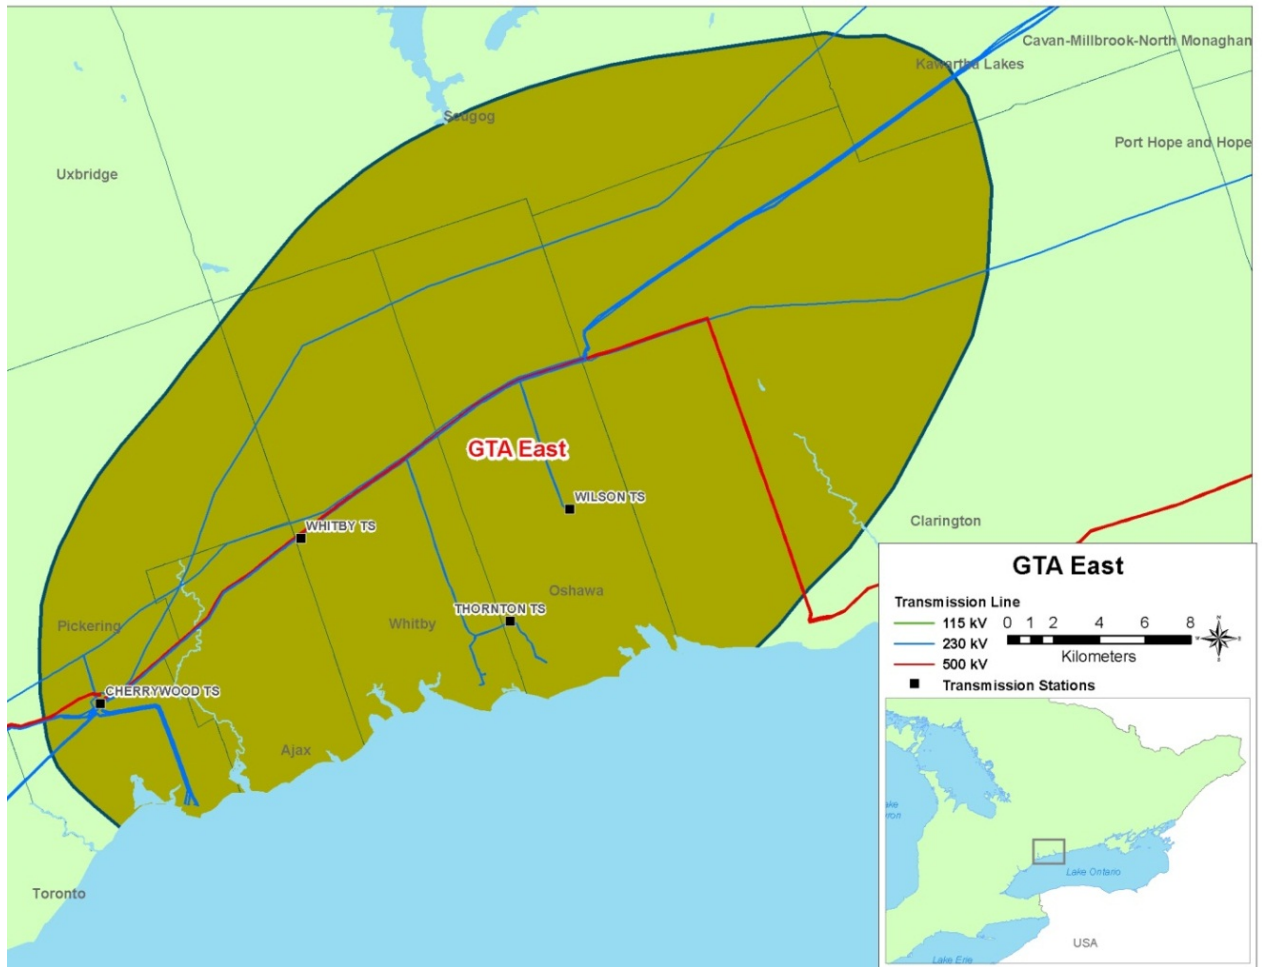 Cavan-Millbrook-North Monaghan
Kawartha Lakes
Scugog
Port Hope and Hope
Uxbridge
GTA East
WILSON TS
WHITBY TS
Clarington
Oshawa
THORNTON TS
Pickering
Whitby
CHERRYWOOD TS
Ajax
Toronto
GTA East
Transmission Line
115 kV
230 kV
500 kV
Transmission Stations
0 1 2 4 6 8
Kilometers
Lake Ontario
USA
Lake Erie